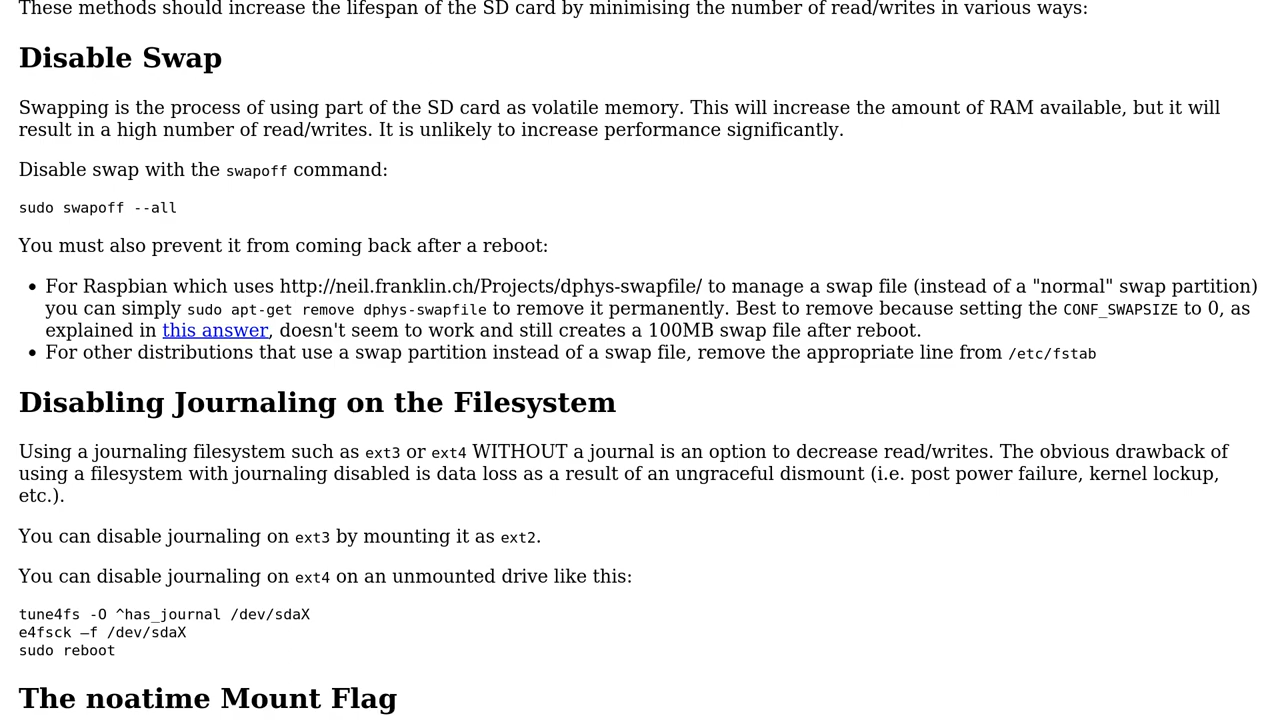 These methods should increase the lifespan of the SD card by minimising the number of read/writes in various ways:
Disable Swap
Swapping is the process of using part of the SD card as volatile memory. This will increase the amount of RAM available, but it will
result in a high number of read/writes. It is unlikely to increase performance significantly.
Disable swap with the swapoff command:
sudo swapoff --all
You must also prevent it from coming back after a reboot:
• For Raspbian which uses http://neil.franklin.ch/Projects/dphys-swapfile/ to manage a swap file (instead of a "normal" swap partition)
you can simply sudo apt-get remove dphys-swapfile to remove it permanently. Best to remove because setting the CONF_SWAPSIZE to 0, as
explained in this answer, doesn't seem to work and still creates a 100MB swap file after reboot.
• For other distributions that use a swap partition instead of a swap file, remove the appropriate line from /etc/fstab
Disabling Journaling on the Filesystem
Using a journaling filesystem such as ext3 or ext4 WITHOUT a journal is an option to decrease read/writes. The obvious drawback of
using a filesystem with journaling disabled is data loss as a result of an ungraceful dismount (i.e. post power failure, kernel lockup,
etc.).
You can disable journaling on ext3 by mounting it as ext2.
You can disable journaling on ext4 on an unmounted drive like this:
tune4fs -O ^has_journal /dev/sdaX
e4fsck –f /dev/sdaX
sudo reboot
The noatime Mount Flag